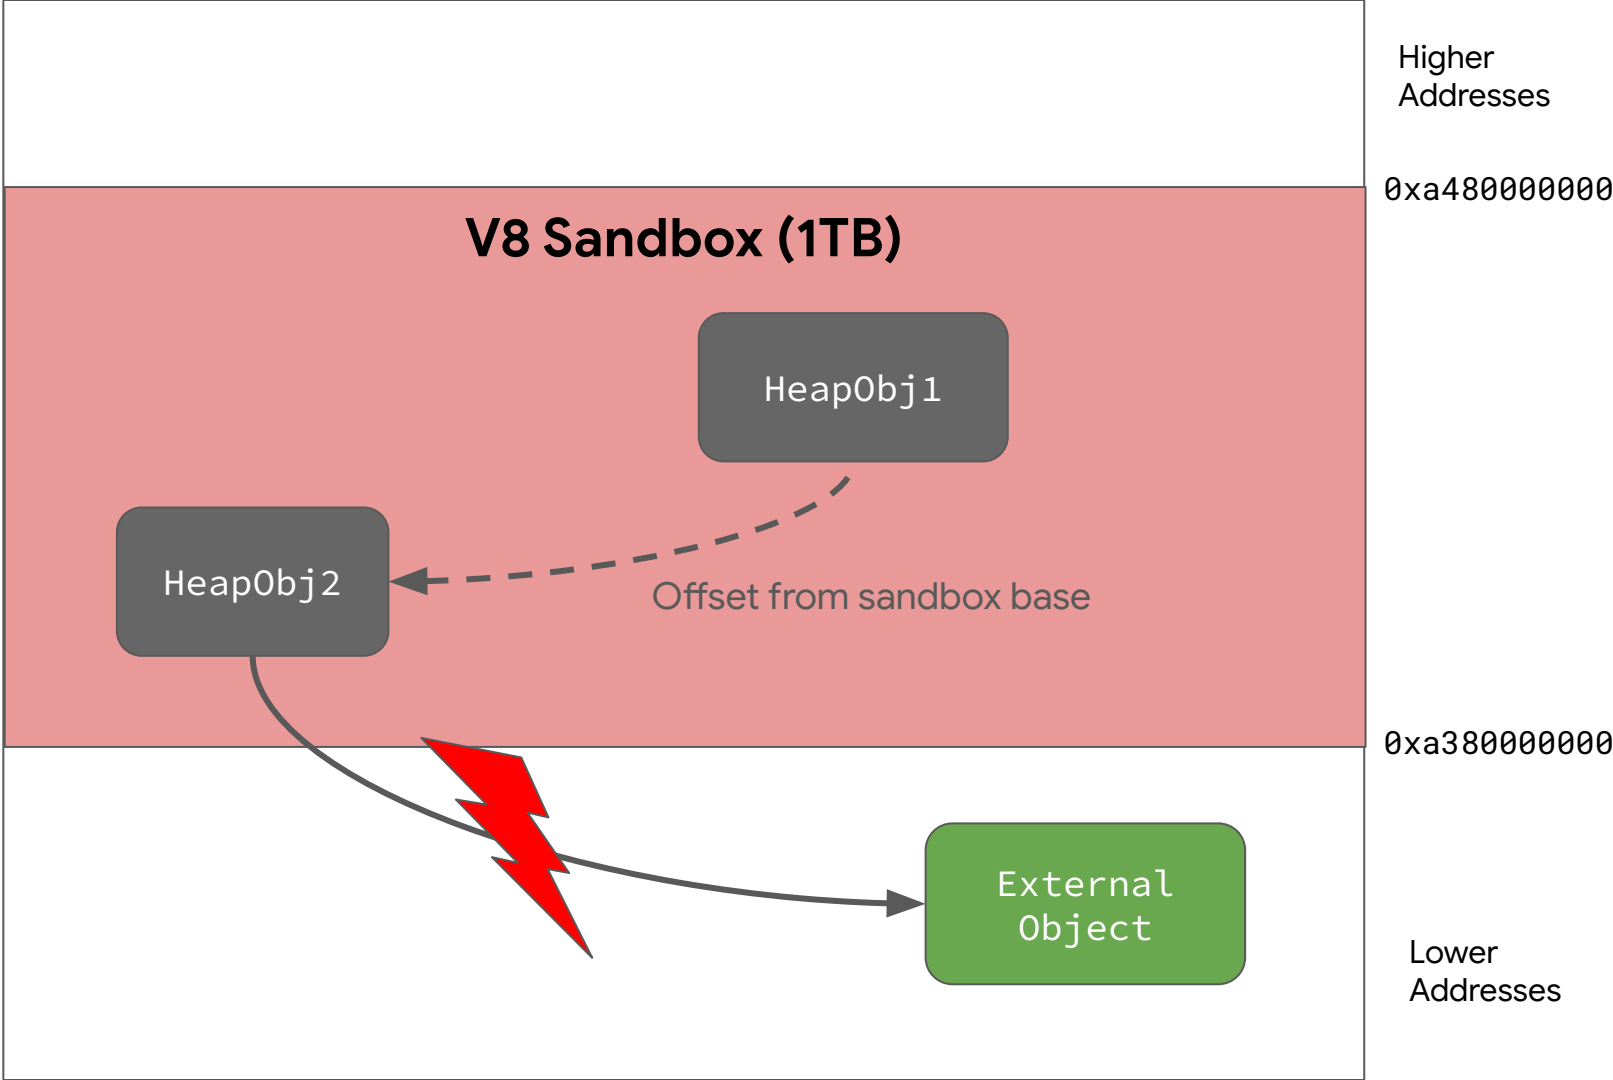 Higher
Addresses
0xa480000000
V8 Sandbox (1TB)
HeapObj1
HeapObj2
Offset from sandbox base
0xa380000000
External
Object
Lower
Addresses